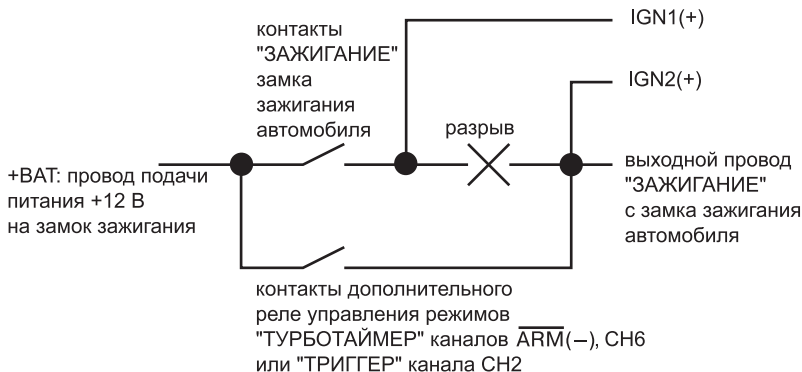 IGN1(+)
контакты
"ЗАЖИГАНИЕ"
замка
зажигания
автомобиля
IGN2(+)
разрыв
+BAT: провод подачи
питания +12 В
на замок зажигания
выходной провод
"ЗАЖИГАНИЕ"
с замка зажигания
автомобиля
контакты дополнительного
реле управления режимов
"ТУРБОТАЙМЕР" каналов A̅R̅M̅(–), CH6
или "ТРИГГЕР" канала CH2